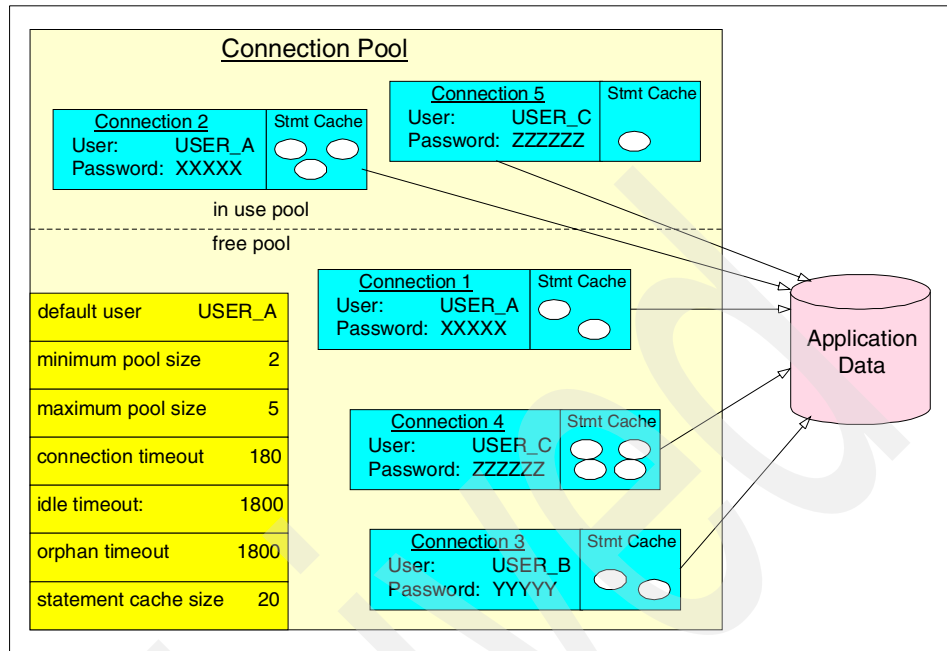 Connection Pool
Connection 5
User: USER_C
Password: ZZZZZZ
Stmt Cache
Connection 2
User: USER_A
Password: XXXXX
Stmt Cache
in use pool
free pool
Connection 1
User: USER_A
Password: XXXXX
Stmt Cache
default user USER_A
minimum pool size 2
maximum pool size 5
connection timeout 180
idle timeout: 1800
orphan timeout 1800
statement cache size 20
Application
Data
Connection 4
User: USER_C
Password: ZZZZZZ
Stmt Cache
Connection 3
User: USER_B
Password: YYYYY
Stmt Cache